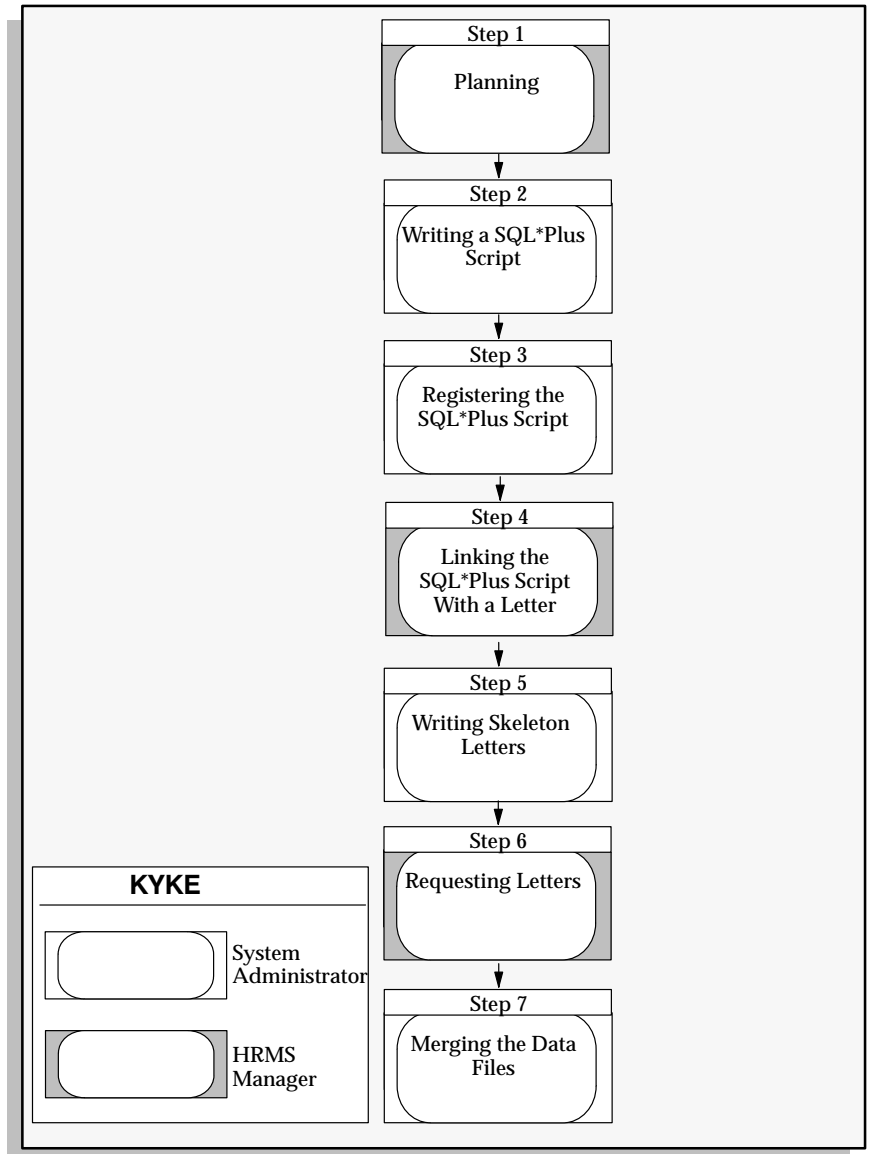 Step 1
Planning
Step 2
Writing a SQL*Plus
Script
Step 3
Registering the
SQL*Plus Script
Step 4
Linking the
SQL*Plus Script
With a Letter
Step 5
Writing Skeleton
Letters
Step 6
Requesting Letters
Step 7
Merging the Data
Files
KYKE
System
Administrator
HRMS
Manager